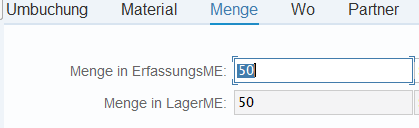 Umbuchung Material Menge Wo Partner
Menge in ErfassungsME: 50
Menge in LagerME: 50